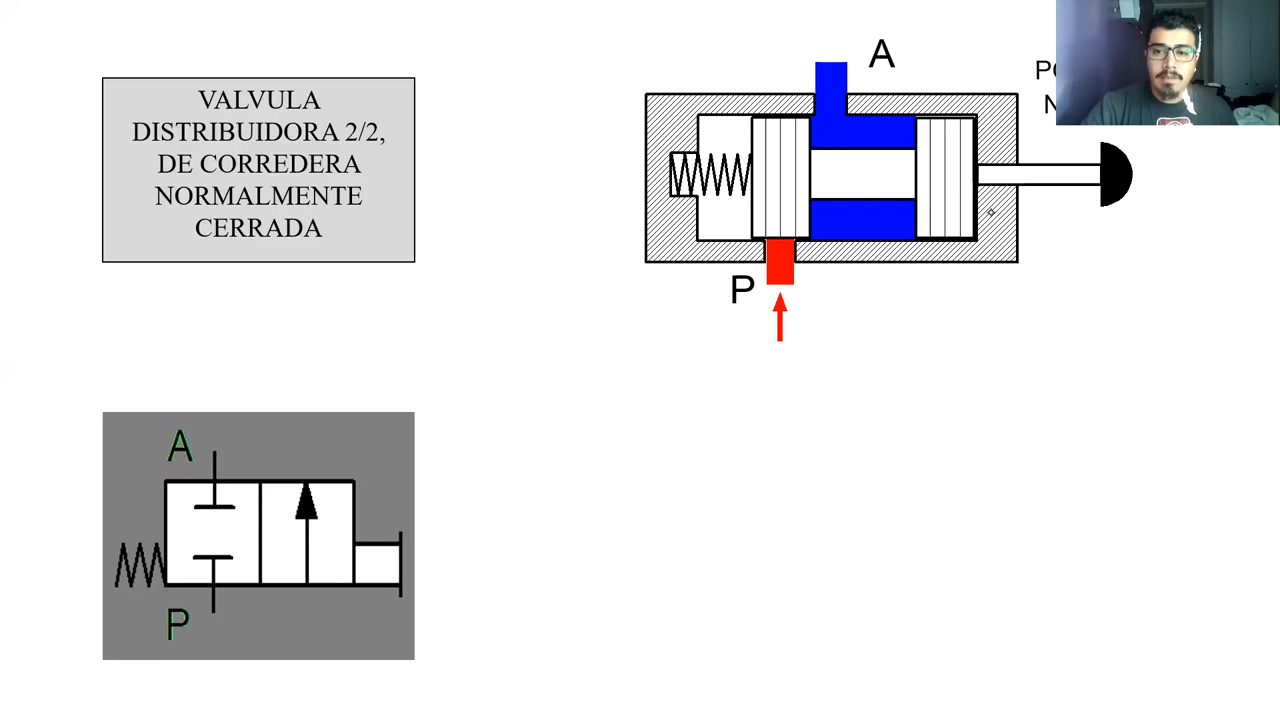 VALVULA
DISTRIBUIDORA 2/2,
DE CORREDERA
NORMALMENTE
CERRADA
A
P
A
P